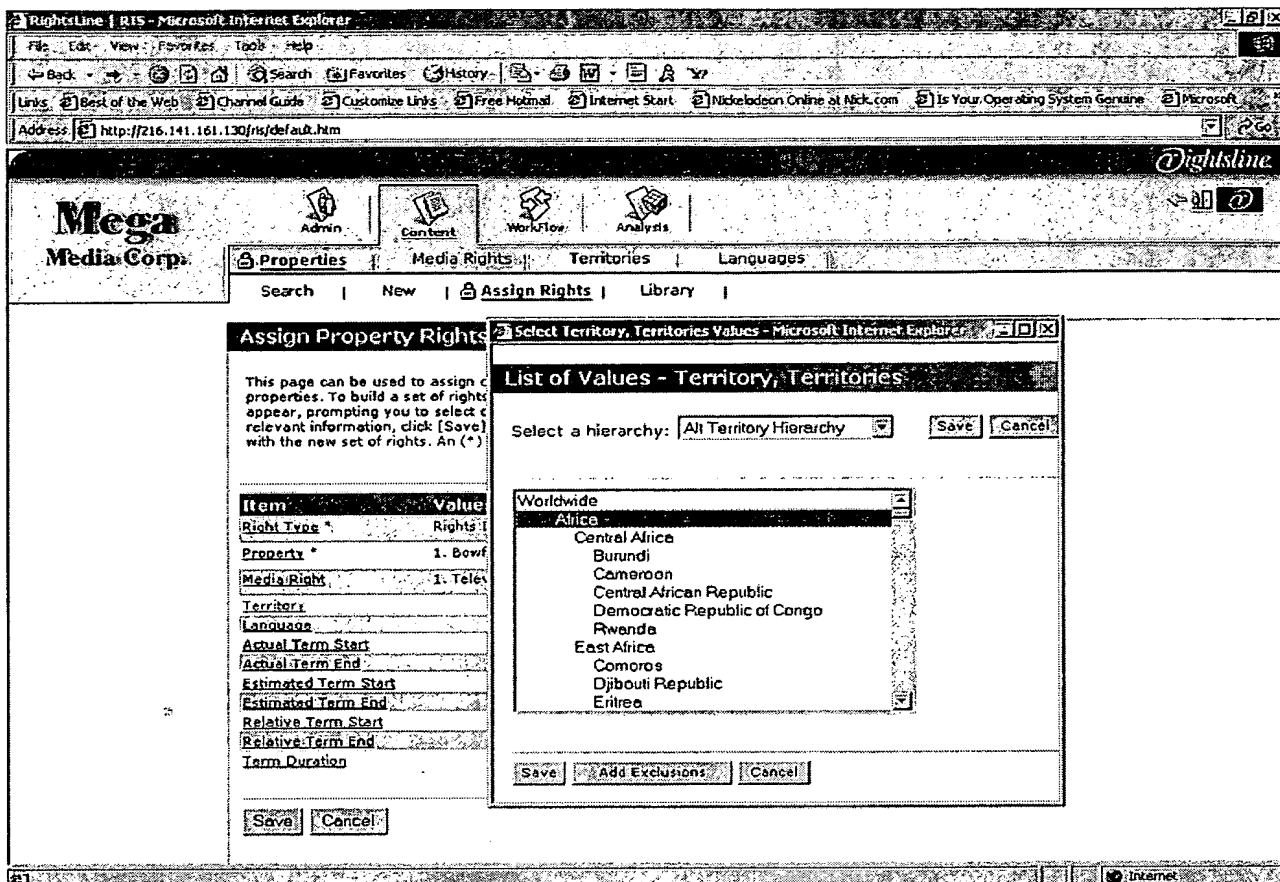 RightsLine | RIS - Microsoft Internet Explorer
File Edit View Favorites Tools Help
Back Search Favorites History
Links Best of the Web Channel Guide Customize Links Free Hotmail Internet Start Nickelodeon Online at Nick.com Is Your Operating System Genuine Microsoft
Address http://216.141.161.130/ris/default.htm Go
Rightsline
Mega
Media Corp.
Admin Content WorkFlow Analysis
Properties | Media Rights | Territories | Languages |
Search | New | Assign Rights | Library |
Assign Property Rights
This page can be used to assign
properties. To build a set of rights
appear, prompting you to select
relevant information, click [Save]
with the new set of rights. An (*)
Item Value
Right Type * Rights
Property * 1. Bowf
Media Right 1. Telev
Territory
Language
Actual Term Start
Actual Term End
Estimated Term Start
Estimated Term End
Relative Term Start
Relative Term End
Term Duration
Save Cancel
Select Territory, Territories Values - Microsoft Internet Explorer
List of Values - Territory, Territories
Select a hierarchy: Alt Territory Hierarchy Save Cancel
Worldwide
Africa
Central Africa
Burundi
Cameroon
Central African Republic
Democratic Republic of Congo
Rwanda
East Africa
Comoros
Djibouti Republic
Eritrea
Save Add Exclusions Cancel
Internet